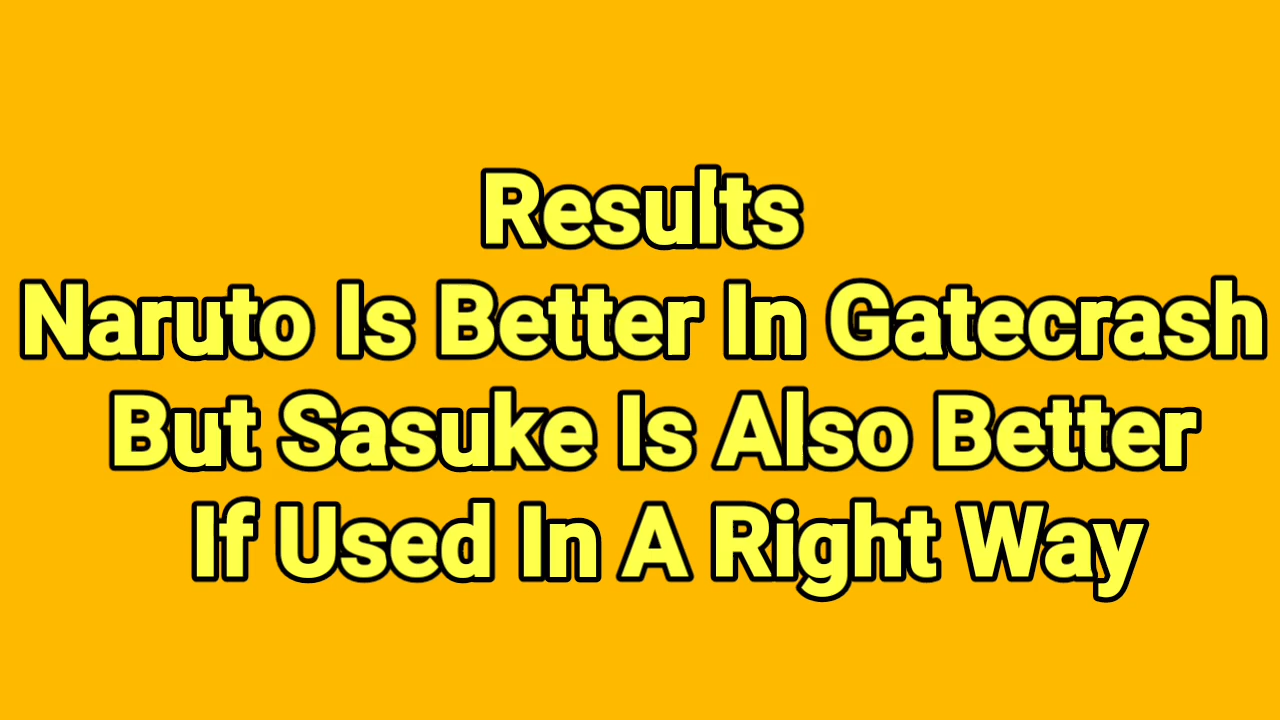 Results
Naruto Is Better In Gatecrash
But Sasuke Is Also Better
If Used In A Right Way